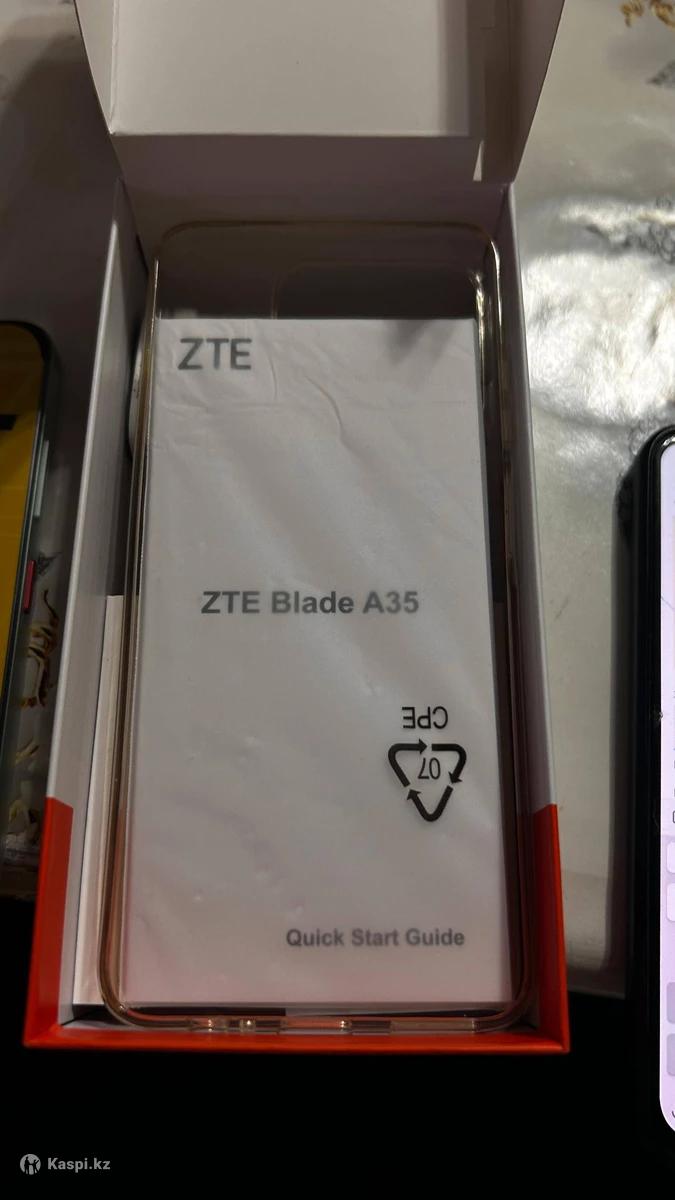 ZTE
ZTE Blade A35
CPE
07
Quick Start Guide
Kaspi.kz